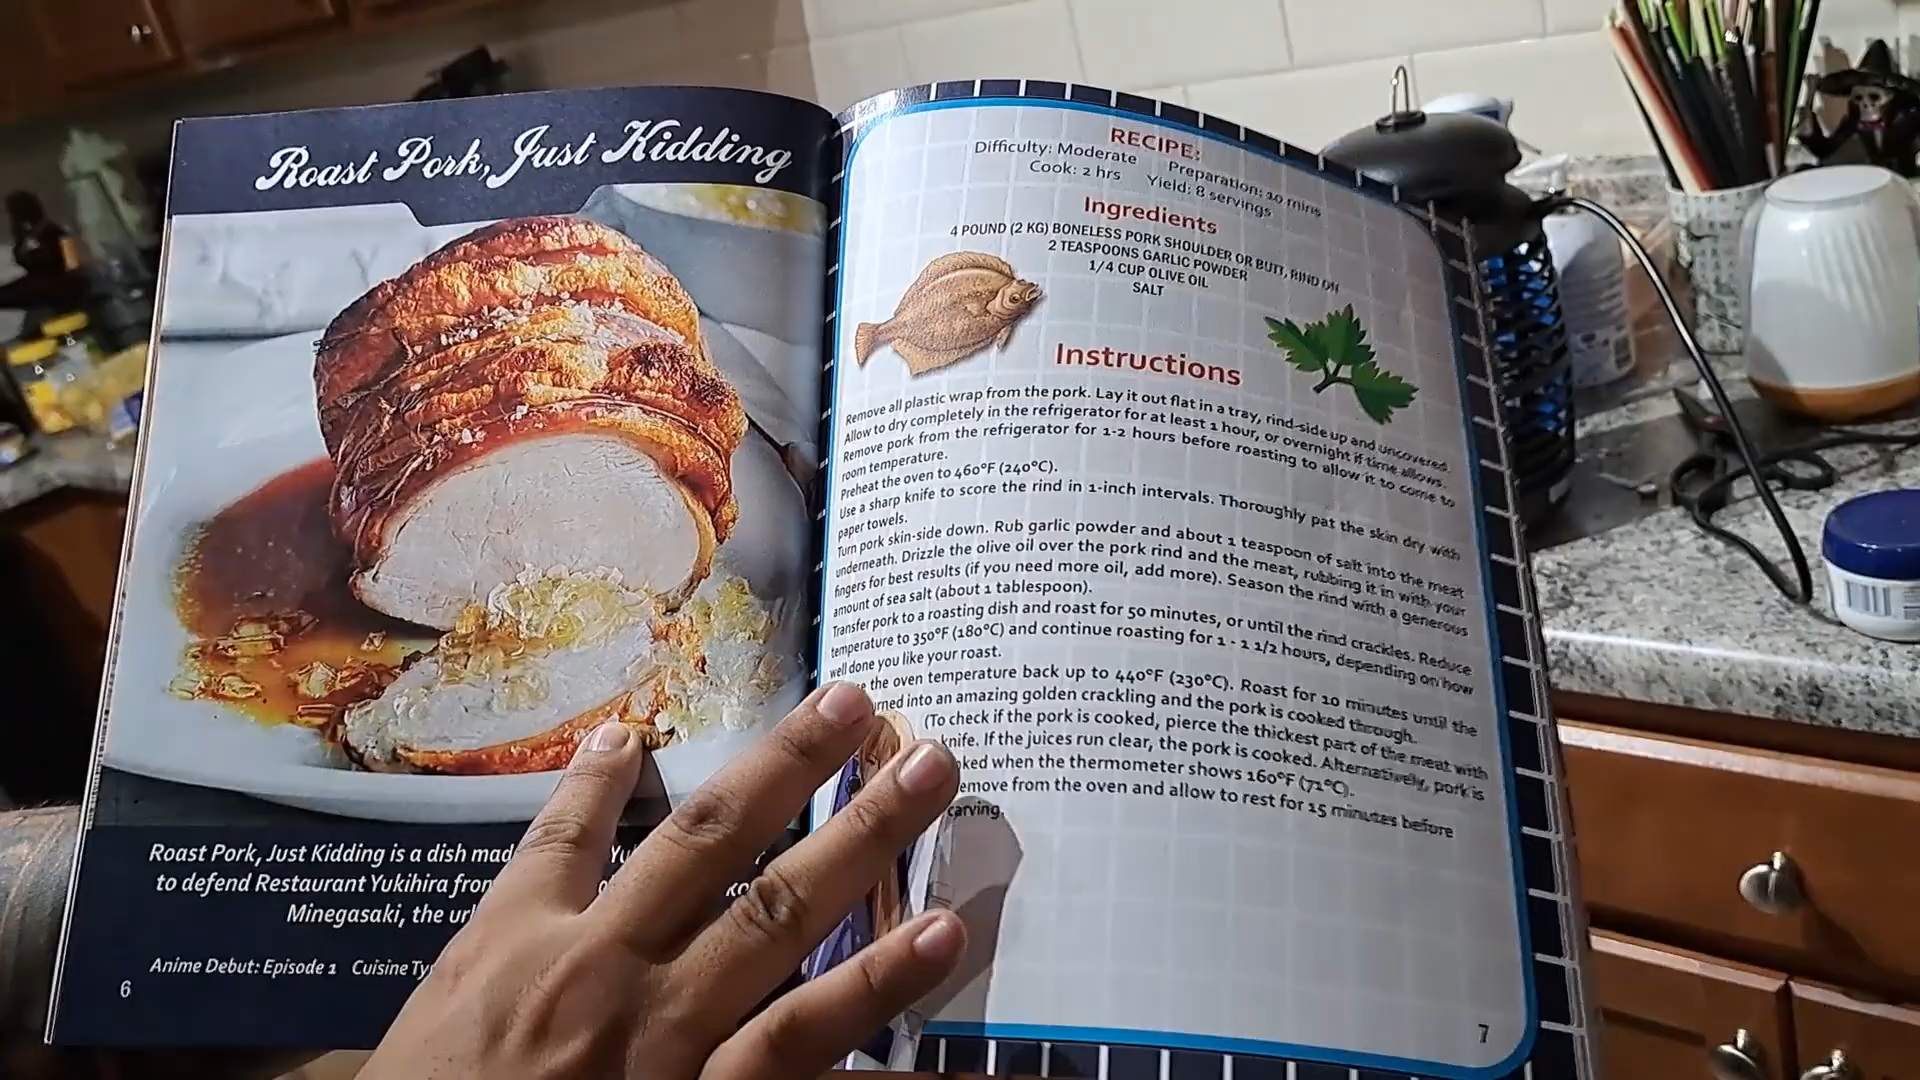 Roast Pork, Just Kidding
Roast Pork, Just Kidding is a dish mad
to defend Restaurant Yukihira from
Minegasaki, the
Anime Debut: Episode 1 Cuisine
6
RECIPE:
Difficulty: Moderate Preparation: 10 mins
Cook: 2 hrs Yield: 8 servings
Ingredients
4 POUND (2 KG) BONELESS PORK SHOULDER OR BUTT, RIND ON
2 TEASPOONS GARLIC POWDER
1/4 CUP OLIVE OIL
SALT
Instructions
Remove all plastic wrap from the pork. Lay it out flat in a tray, rind-side up and uncovered.
Allow to dry completely in the refrigerator for at least 1 hour, or overnight if time allows.
Remove pork from the refrigerator for 1-2 hours before roasting to allow it to come to
room temperature.
Preheat the oven to 460°F (240°C).
Use a sharp knife to score the rind in 1-inch intervals. Thoroughly pat the skin dry with
paper towels.
Turn pork skin-side down. Rub garlic powder and about 1 teaspoon of salt into the meat
underneath. Drizzle the olive oil over the pork rind and the meat, rubbing it in with your
fingers for best results (if you need more oil, add more). Season the rind with a generous
amount of sea salt (about 1 tablespoon).
Transfer pork to a roasting dish and roast for 50 minutes, or until the rind crackles. Reduce
temperature to 350°F (180°C) and continue roasting for 1 - 1 1/2 hours, depending on how
well done you like your roast.
the oven temperature back up to 440°F (230°C). Roast for 10 minutes until the
urned into an amazing golden crackling and the pork is cooked through.
(To check if the pork is cooked, pierce the thickest part of the meat with
knife. If the juices run clear, the pork is cooked. Alternatively, pork is
oked when the thermometer shows 160°F (71°C).
emove from the oven and allow to rest for 15 minutes before
carving.
7